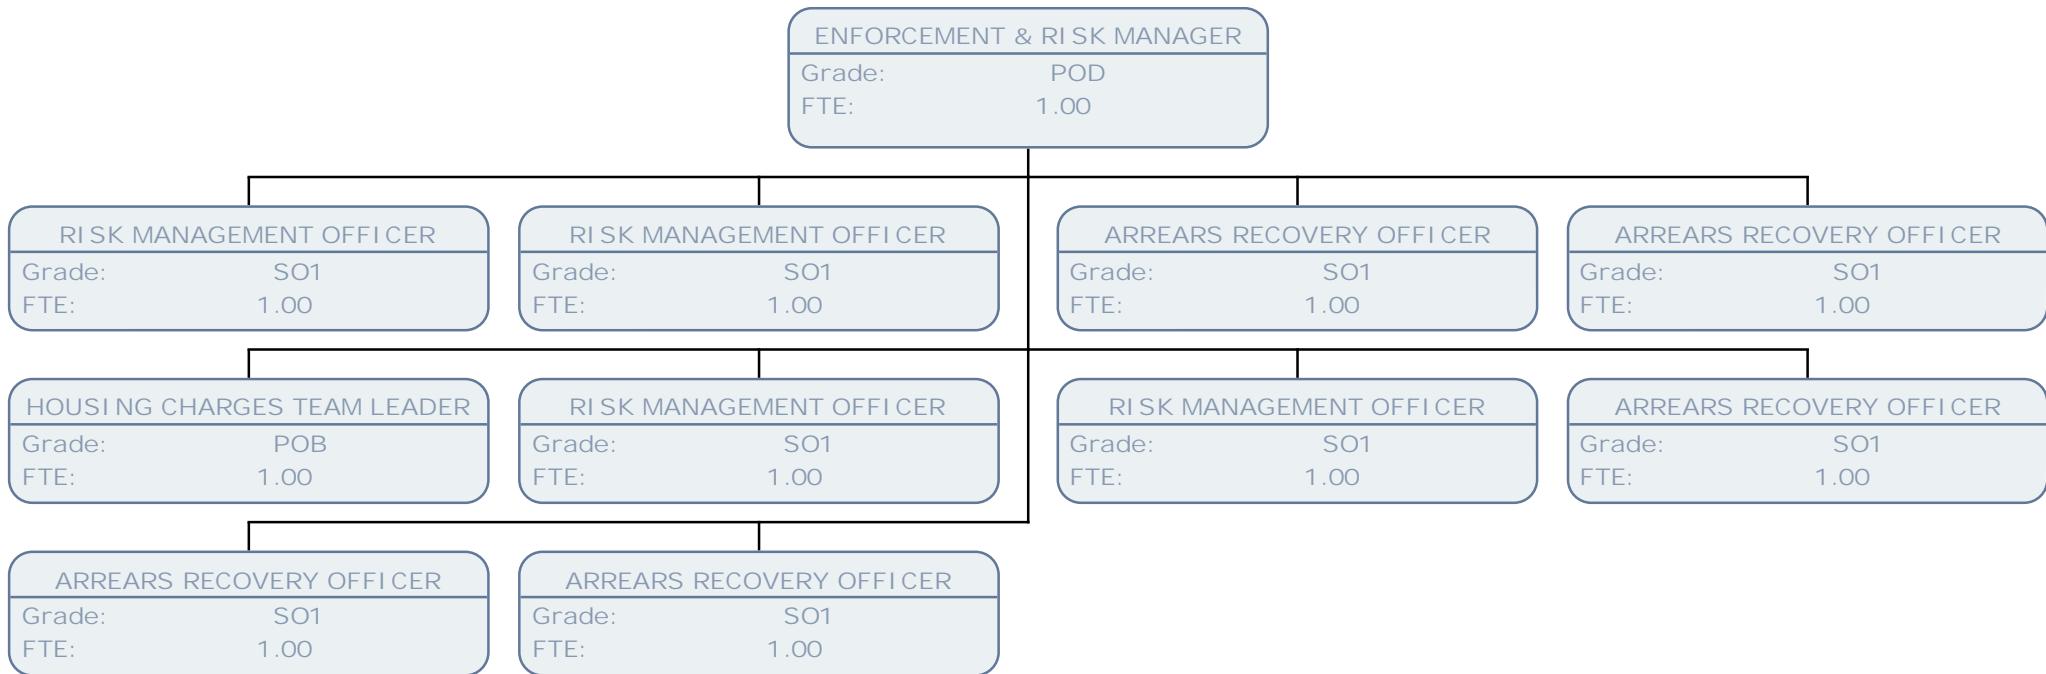 ENFORCEMENT & RISK MANAGER
Grade: POD
FTE: 1.00
RISK MANAGEMENT OFFICER
Grade: SO1
FTE: 1.00
RISK MANAGEMENT OFFICER
Grade: SO1
FTE: 1.00
ARREARS RECOVERY OFFICER
Grade: SO1
FTE: 1.00
ARREARS RECOVERY OFFICER
Grade: SO1
FTE: 1.00
HOUSING CHARGES TEAM LEADER
Grade: POB
FTE: 1.00
RISK MANAGEMENT OFFICER
Grade: SO1
FTE: 1.00
RISK MANAGEMENT OFFICER
Grade: SO1
FTE: 1.00
ARREARS RECOVERY OFFICER
Grade: SO1
FTE: 1.00
ARREARS RECOVERY OFFICER
Grade: SO1
FTE: 1.00
ARREARS RECOVERY OFFICER
Grade: SO1
FTE: 1.00